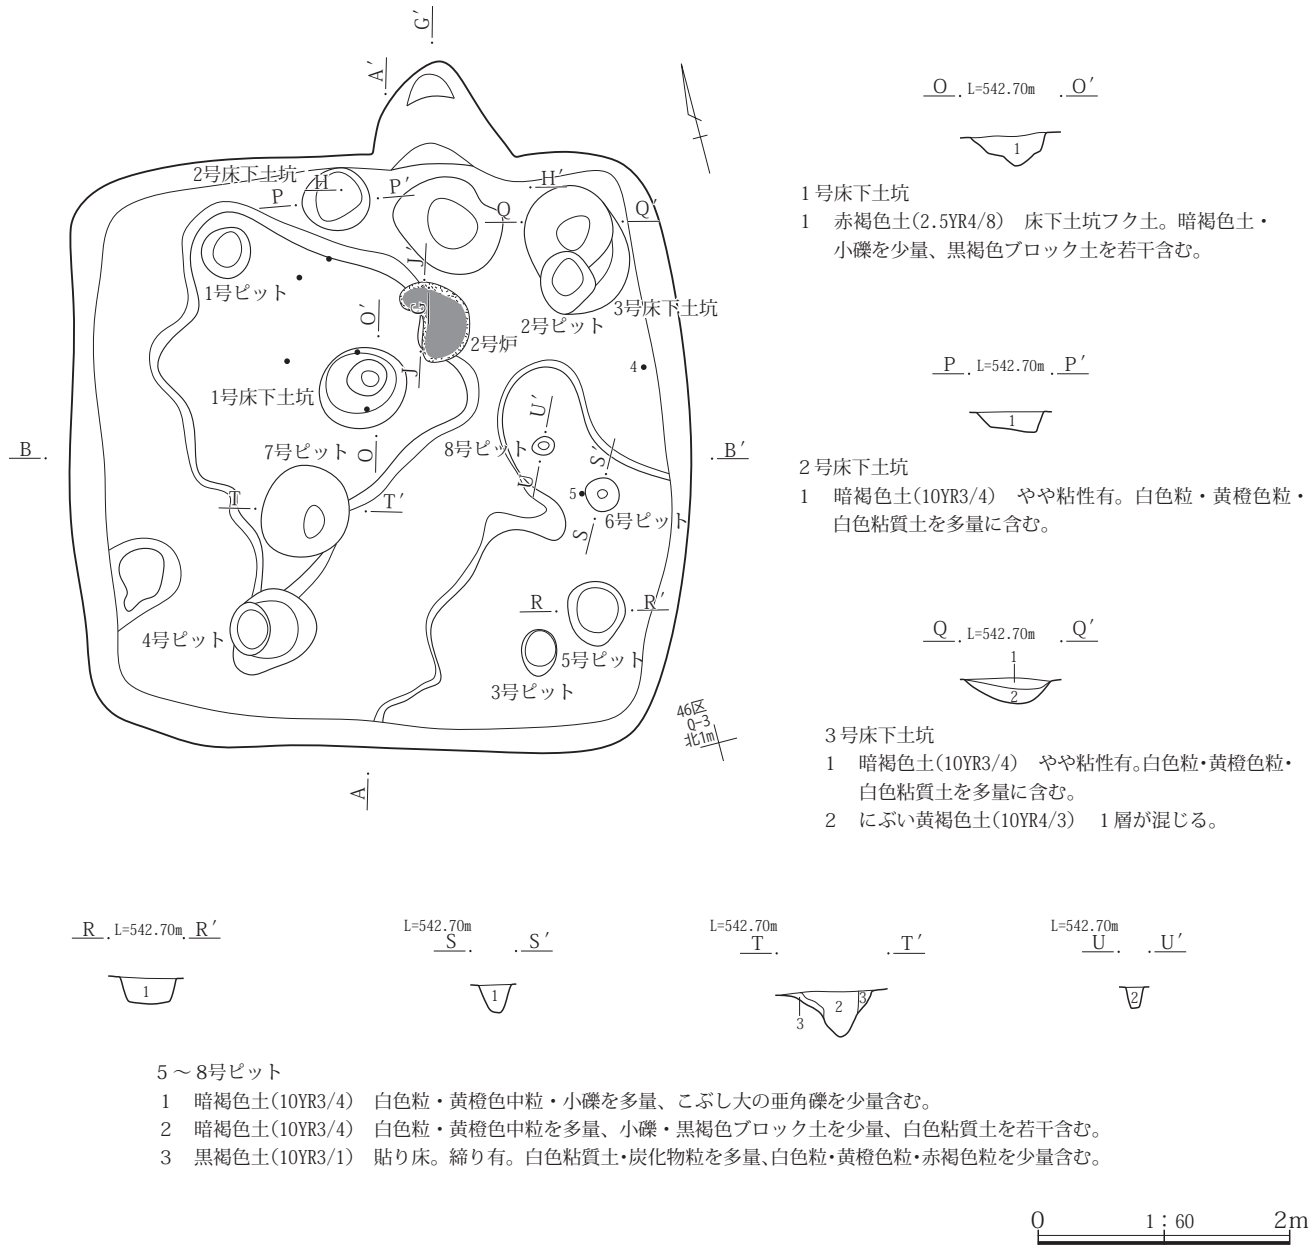 G′
A′
2号床下土坑
P
H
P′
Q
H′
Q′
1号ピット
J′
G
O′
2号炉
2号ピット
3号床下土坑
J
4
1号床下土坑
B
7号ピット
O
8号ピット
U′
U
S′
B′
T
T′
5
6号ピット
S
R
R′
4号ピット
5号ピット
3号ピット
46区
Q-3
北1m
A
O L=542.70m O′
1
1号床下土坑
1 赤褐色土(2.5YR4/8) 床下土坑フク土。暗褐色土・
小礫を少量、黒褐色ブロック土を若干含む。
P L=542.70m P′
1
2号床下土坑
1 暗褐色土(10YR3/4) やや粘性有。白色粒・黄橙色粒・
白色粘質土を多量に含む。
Q L=542.70m Q′
1
2
3号床下土坑
1 暗褐色土(10YR3/4) やや粘性有。白色粒・黄橙色粒・
白色粘質土を多量に含む。
2 にぶい黄褐色土(10YR4/3) 1層が混じる。
R L=542.70m R′
1
L=542.70m
S S′
1
L=542.70m
T T′
2
3
3
L=542.70m
U U′
2
5～8号ピット
1 暗褐色土(10YR3/4) 白色粒・黄橙色中粒・小礫を多量、こぶし大の亜角礫を少量含む。
2 暗褐色土(10YR3/4) 白色粒・黄橙色中粒を多量、小礫・黒褐色ブロック土を少量、白色粘質土を若干含む。
3 黒褐色土(10YR3/1) 貼り床。締り有。白色粘質土・炭化物粒を多量、白色粒・黄橙色粒・赤褐色粒を少量含む。
0 1：60 2m